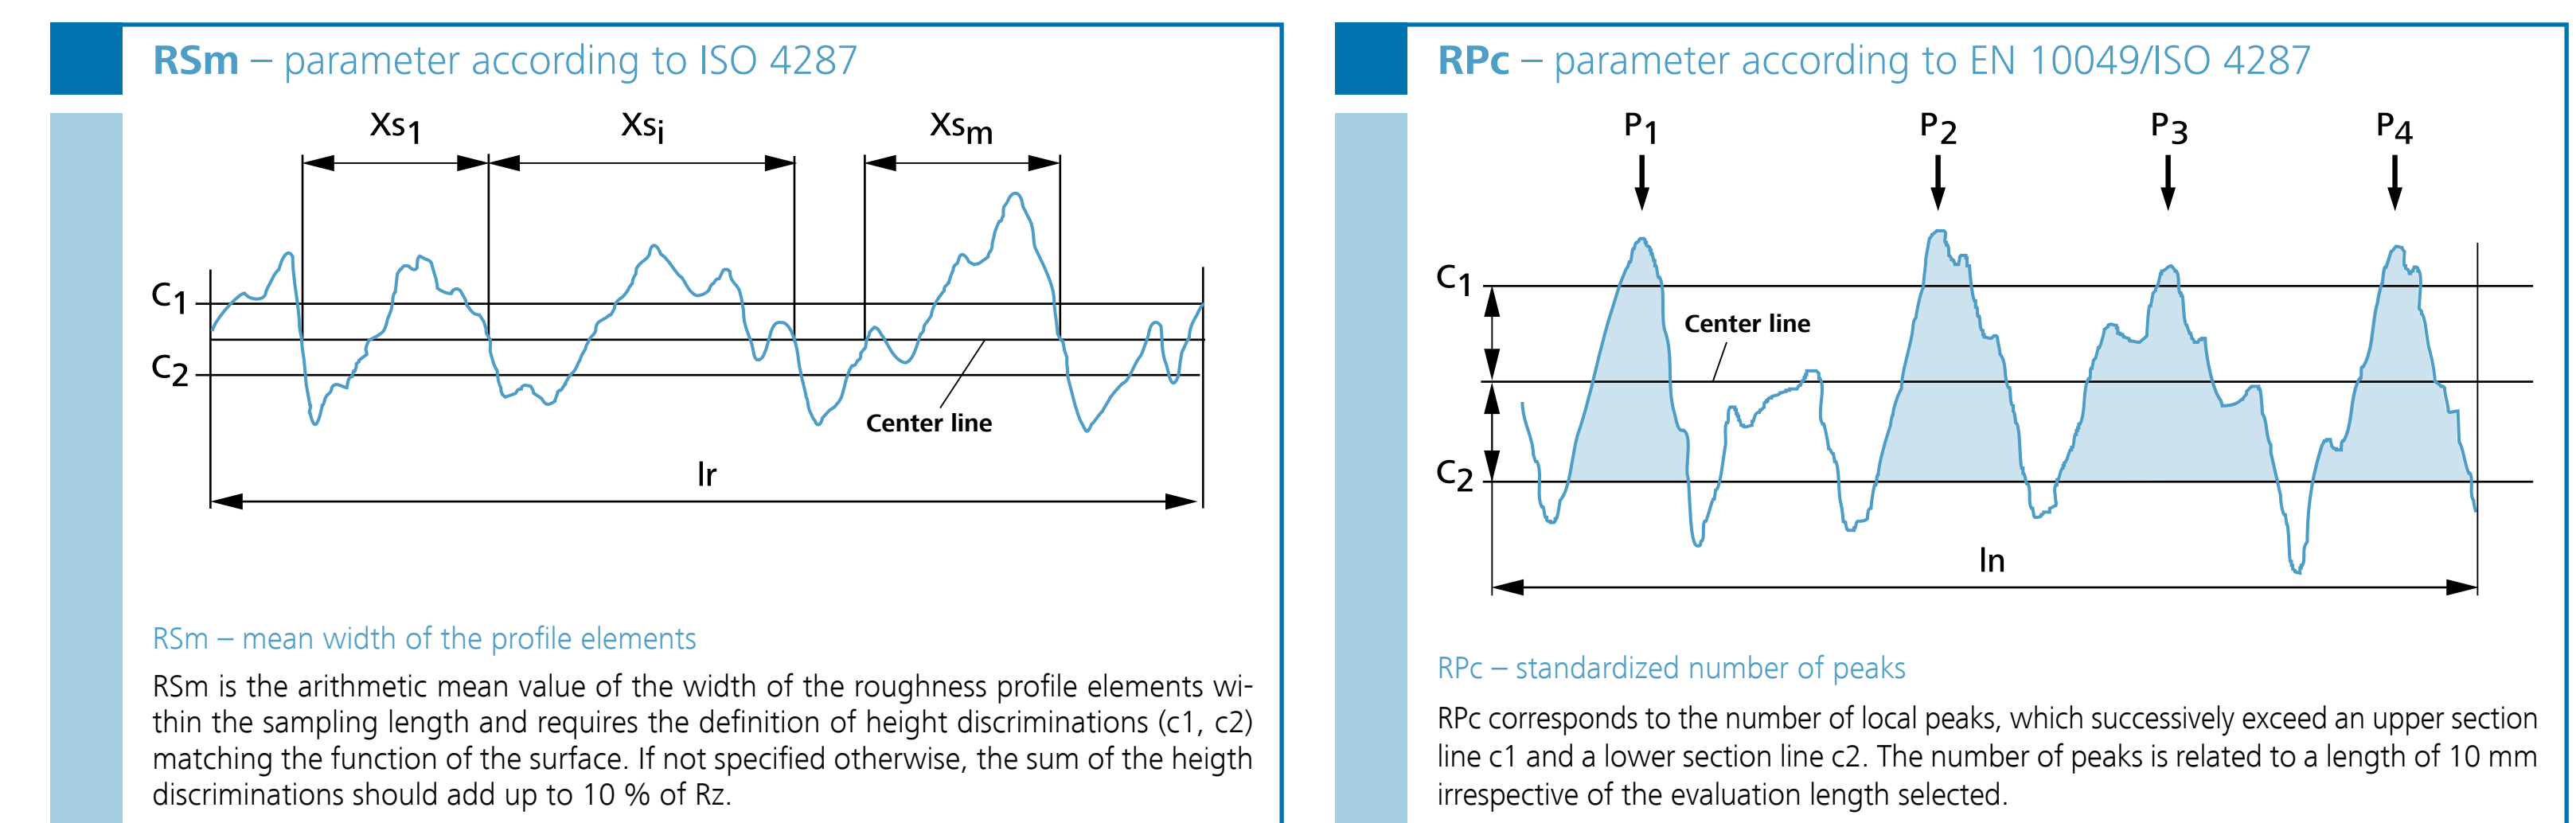 RSm – parameter according to ISO 4287
Xs1 Xsi Xsm
C1
C2
Center line
lr
RSm – mean width of the profile elements
RSm is the arithmetic mean value of the width of the roughness profile elements wi-
thin the sampling length and requires the definition of height discriminations (c1, c2)
matching the function of the surface. If not specified otherwise, the sum of the heigth
discriminations should add up to 10 % of Rz.
RPc – parameter according to EN 10049/ISO 4287
P1 P2 P3 P4
C1
Center line
C2
ln
RPc – standardized number of peaks
RPc corresponds to the number of local peaks, which successively exceed an upper section
line c1 and a lower section line c2. The number of peaks is related to a length of 10 mm
irrespective of the evaluation length selected.